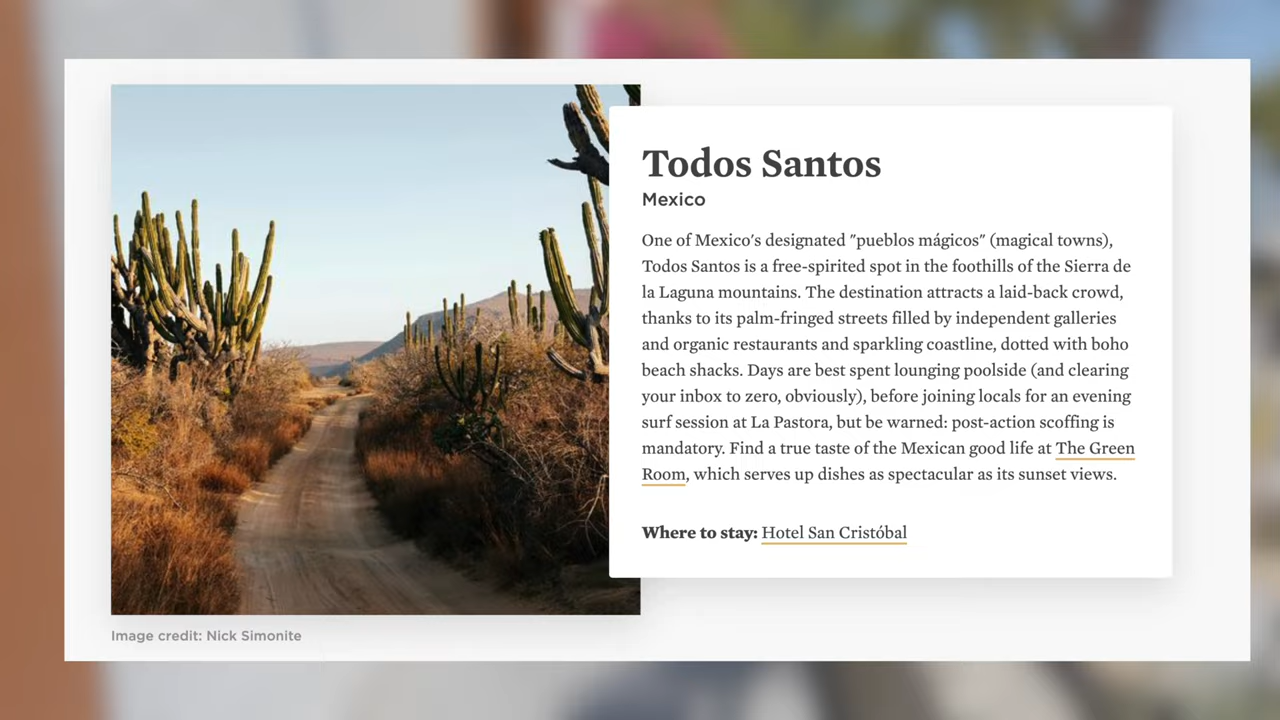 Todos Santos
Mexico
One of Mexico's designated "pueblos mágicos" (magical towns),
Todos Santos is a free-spirited spot in the foothills of the Sierra de
la Laguna mountains. The destination attracts a laid-back crowd,
thanks to its palm-fringed streets filled by independent galleries
and organic restaurants and sparkling coastline, dotted with boho
beach shacks. Days are best spent lounging poolside (and clearing
your inbox to zero, obviously), before joining locals for an evening
surf session at La Pastora, but be warned: post-action scoffing is
mandatory. Find a true taste of the Mexican good life at The Green
Room, which serves up dishes as spectacular as its sunset views.
Where to stay: Hotel San Cristóbal
Image credit: Nick Simonite